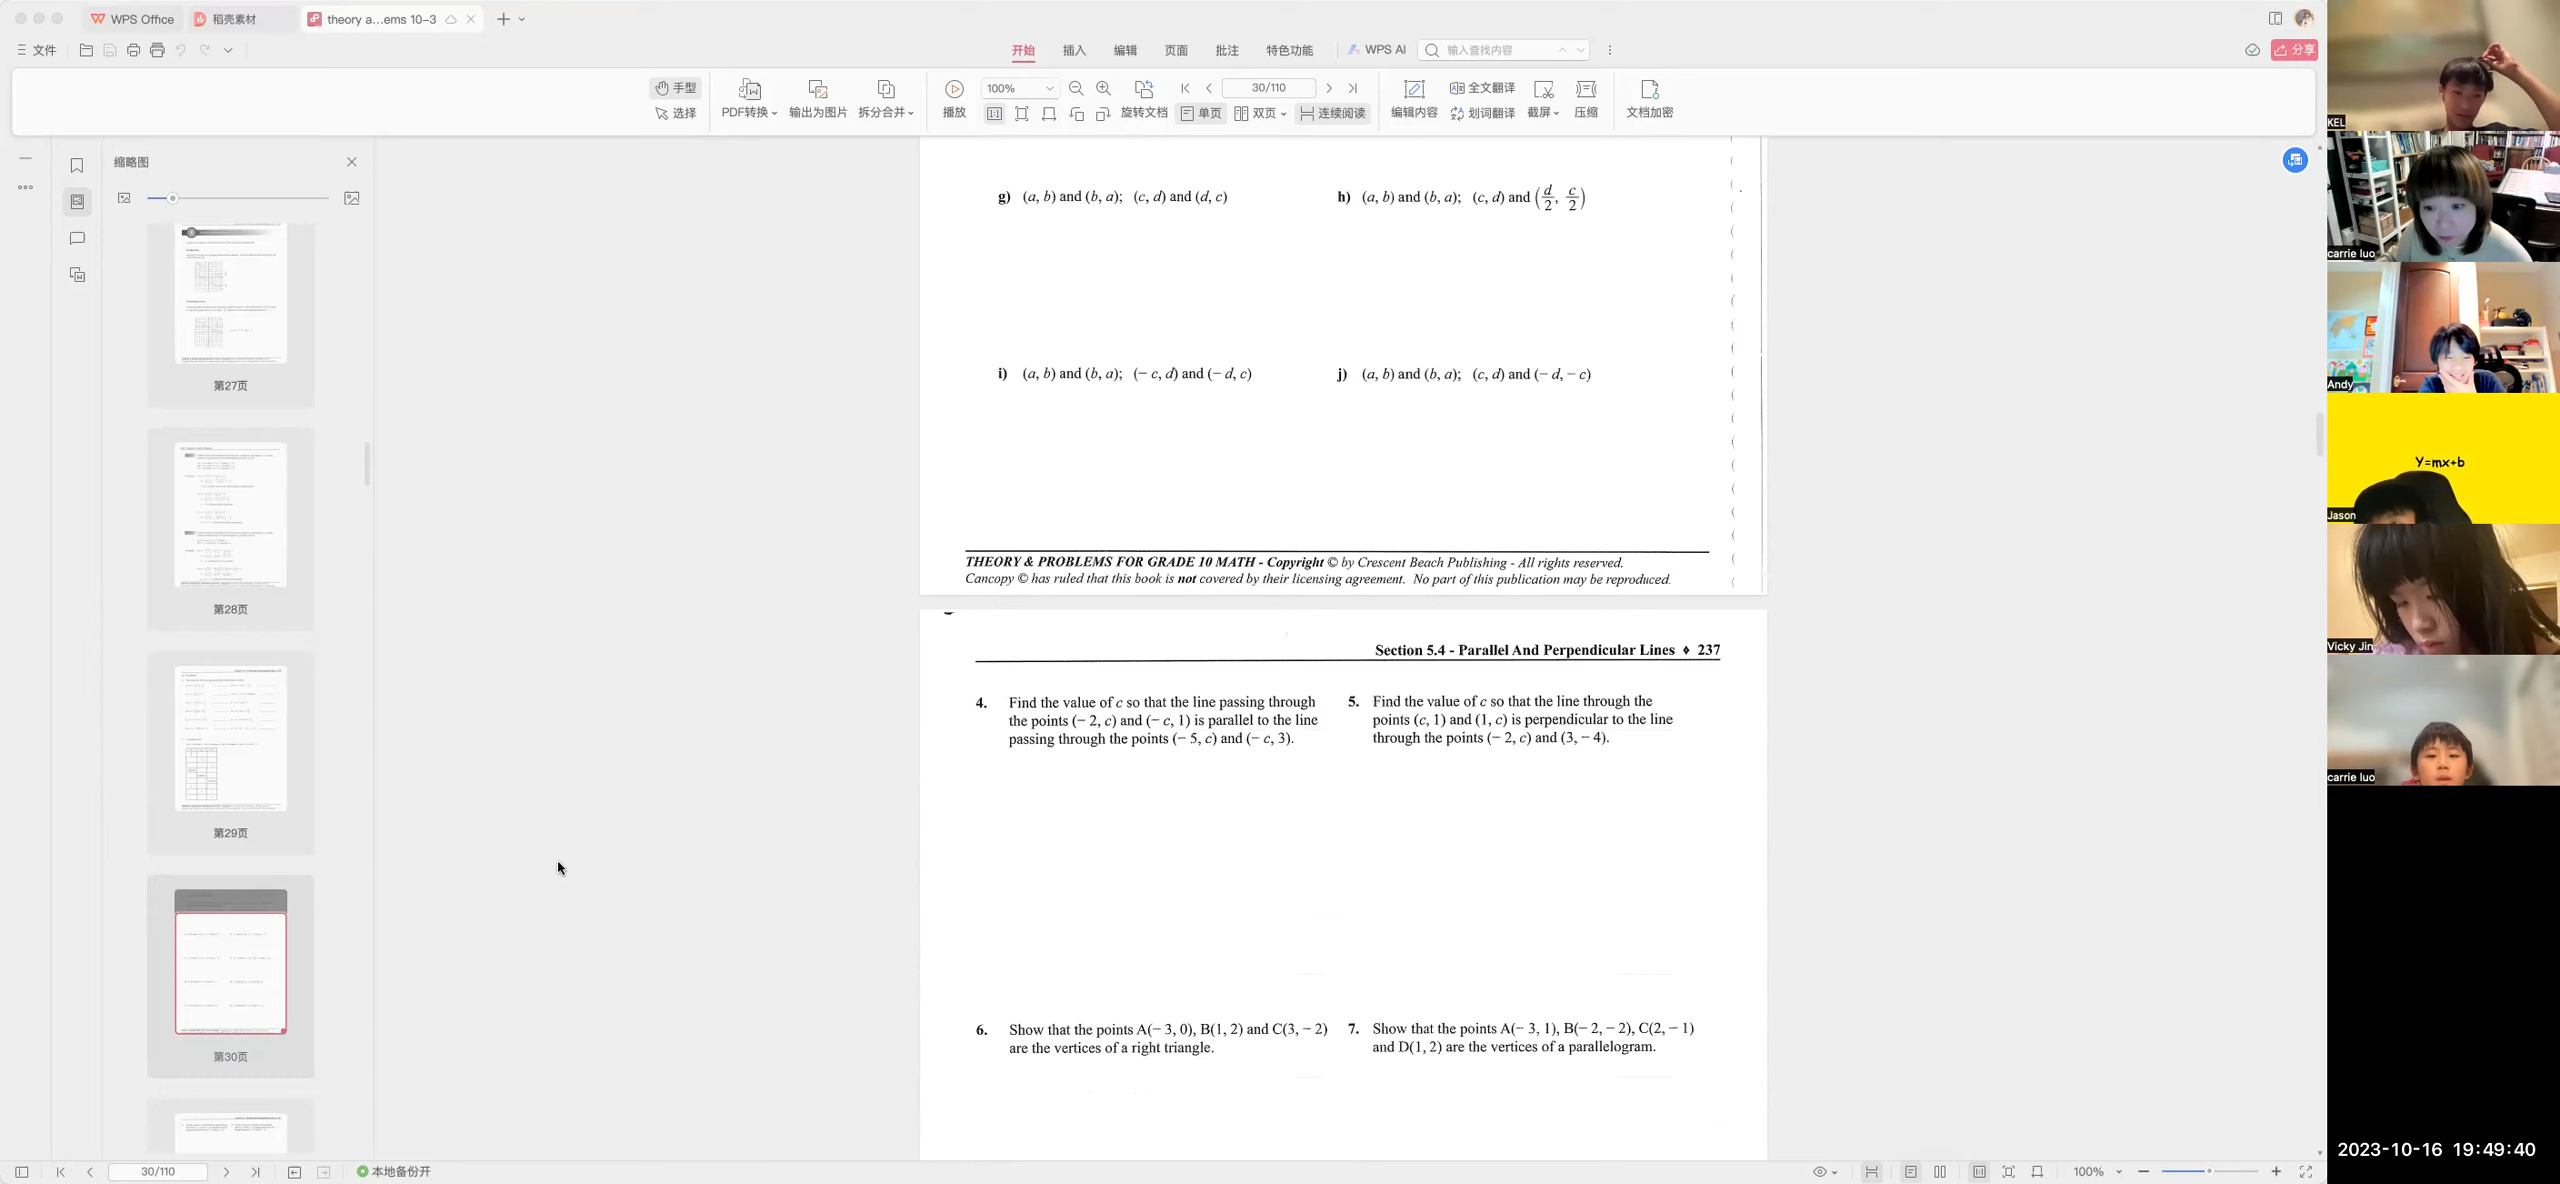 WPS Office
稻壳素材
theory a...ems 10-3
文件
开始
插入
编辑
页面
批注
特色功能
WPS AI
输入查找内容
分享
手型
选择
PDF转换
输出为图片
拆分合并
播放
100%
30/110
旋转文档
单页
双页
连续阅读
编辑内容
全文翻译
划词翻译
截屏
压缩
文档加密
缩略图
第27页
第28页
第29页
第30页
g) (a, b) and (b, a); (c, d) and (d, c)
h) (a, b) and (b, a); (c, d) and (d/2, c/2)
i) (a, b) and (b, a); (− c, d) and (− d, c)
j) (a, b) and (b, a); (c, d) and (− d, − c)
THEORY & PROBLEMS FOR GRADE 10 MATH - Copyright © by Crescent Beach Publishing - All rights reserved.
Cancopy © has ruled that this book is not covered by their licensing agreement. No part of this publication may be reproduced.
Section 5.4 - Parallel And Perpendicular Lines ♦ 237
4. Find the value of c so that the line passing through
the points (− 2, c) and (− c, 1) is parallel to the line
passing through the points (− 5, c) and (− c, 3).
5. Find the value of c so that the line through the
points (c, 1) and (1, c) is perpendicular to the line
through the points (− 2, c) and (3, − 4).
6. Show that the points A(− 3, 0), B(1, 2) and C(3, − 2)
are the vertices of a right triangle.
7. Show that the points A(− 3, 1), B(− 2, − 2), C(2, − 1)
and D(1, 2) are the vertices of a parallelogram.
30/110
本地备份开
100%
KEL
carrie luo
Andy
Y=mx+b
Jason
Vicky Jin
carrie luo
2023-10-16 19:49:40